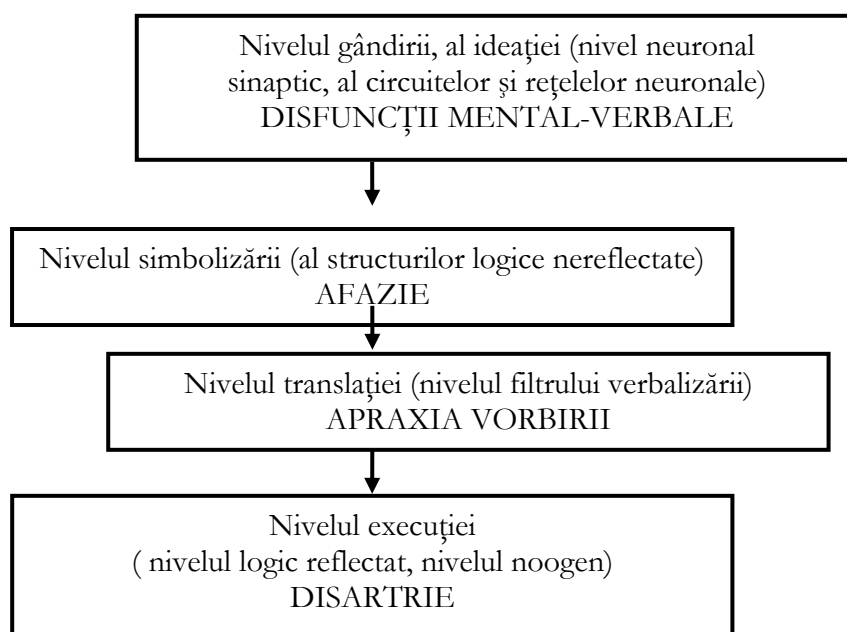 Nivelul gândirii, al ideației (nivel neuronal
sinaptic, al circuitelor şi rețelelor neuronale)
DISFUNCȚII MENTAL-VERBALE
Nivelul simbolizării (al structurilor logice nereflectate)
AFAZIE
Nivelul translației (nivelul filtrului verbalizării)
APRAXIA VORBIRII
Nivelul execuției
( nivelul logic reflectat, nivelul noogen)
DISARTRIE